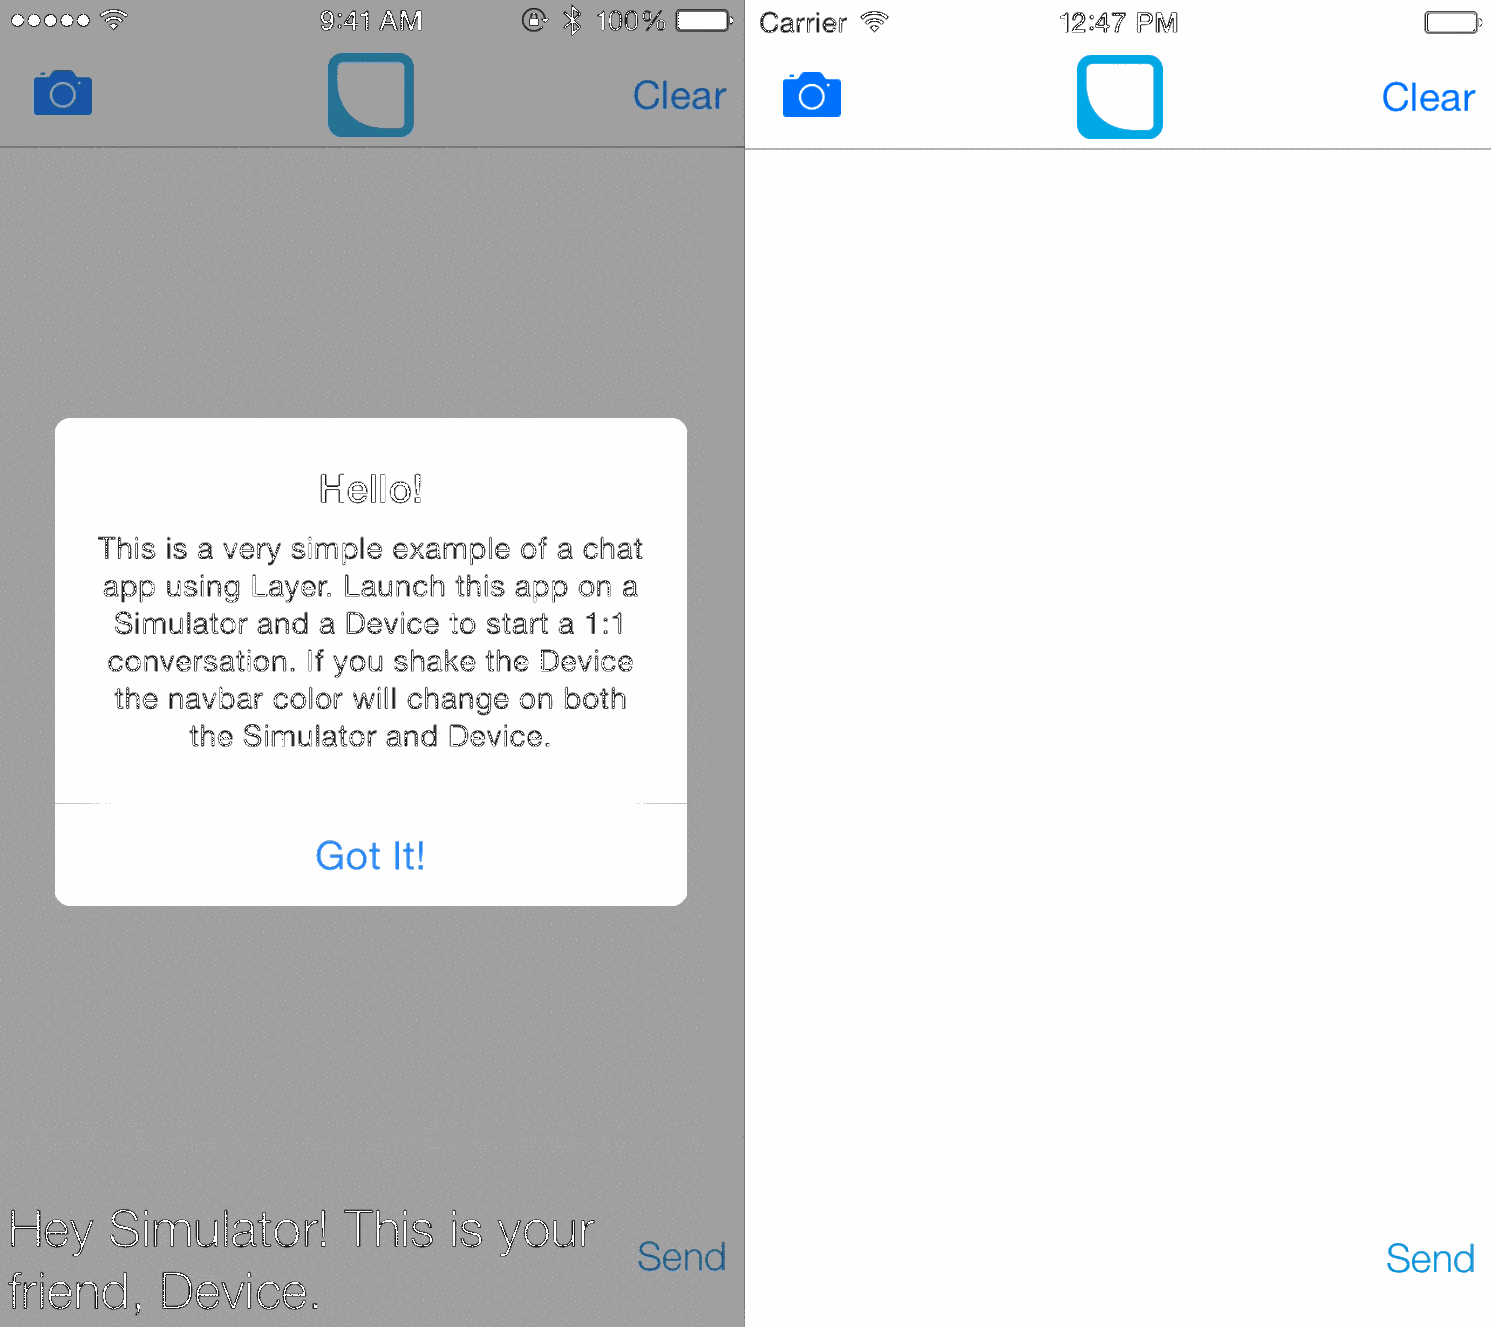 9:41 AM 100%
Clear
Hello!
This is a very simple example of a chat
app using Layer. Launch this app on a
Simulator and a Device to start a 1:1
conversation. If you shake the Device
the navbar color will change on both
the Simulator and Device.
Got It!
Hey Simulator! This is your
friend, Device.
Send
Carrier 12:47 PM
Clear
Send